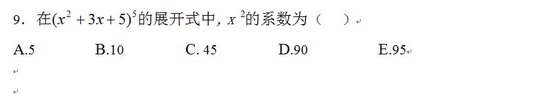 9. 在(x² + 3x + 5)⁵的展开式中, x ²的系数为（　　）
A.5 B.10 C. 45 D.90 E.95